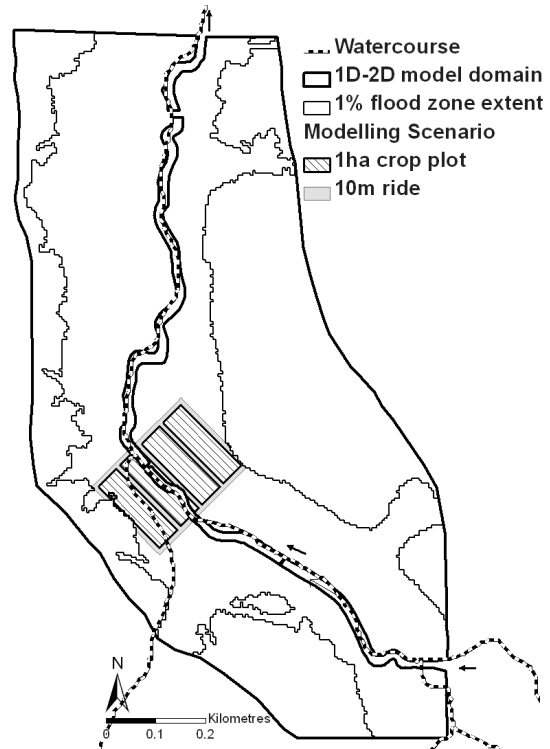 Watercourse
1D-2D model domain
1% flood zone extent
Modelling Scenario
1ha crop plot
10m ride
N
Kilometres
0 0.1 0.2